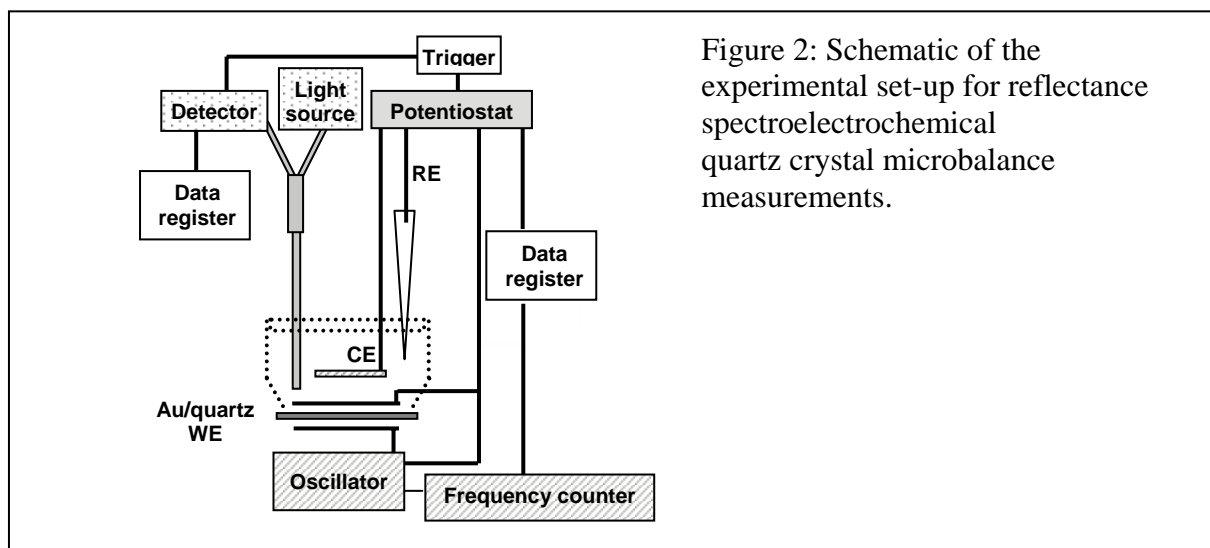 Trigger
Light
source
Detector
Potentiostat
RE
Data
register
Data
register
CE
Au/quartz
WE
Oscillator
Frequency counter
Figure 2: Schematic of the
experimental set-up for reflectance
spectroelectrochemical
quartz crystal microbalance
measurements.